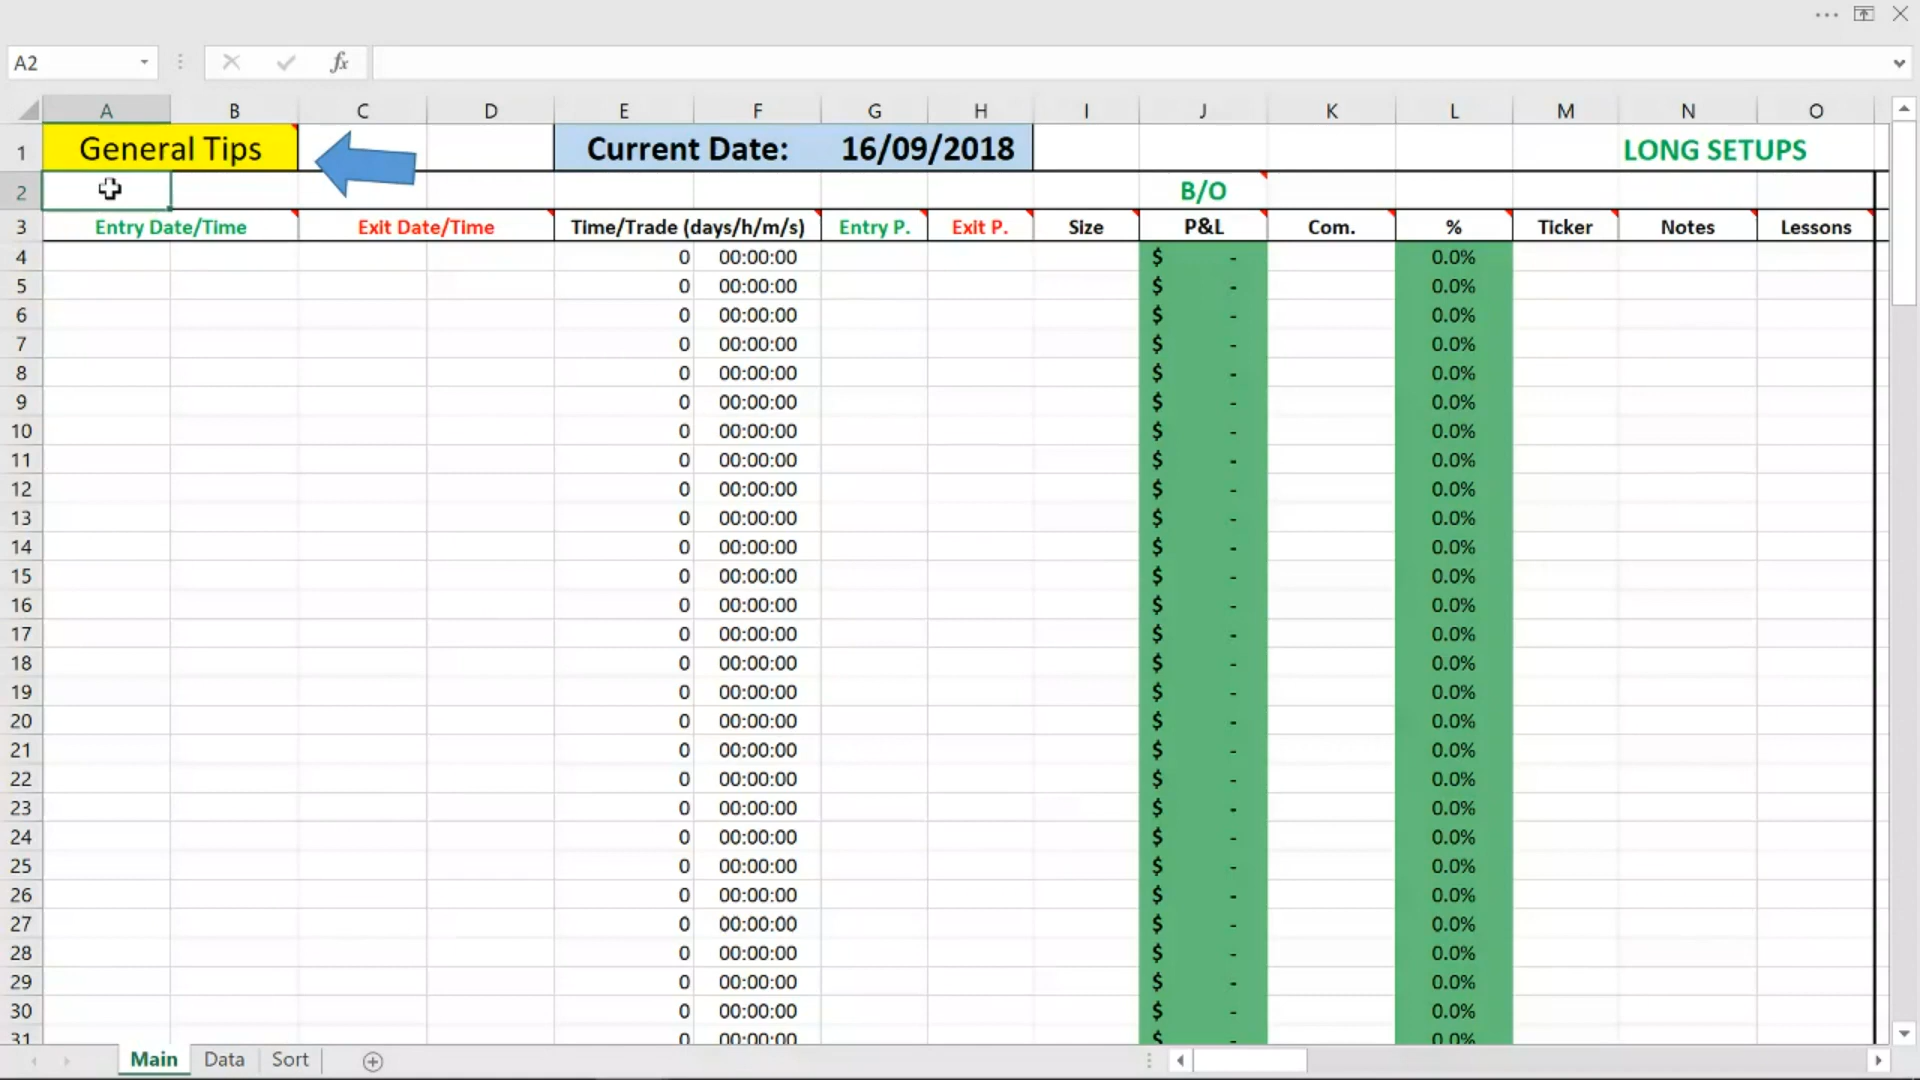 A2
fx
A B C D E F G H I J K L M N O
1 General Tips Current Date: 16/09/2018 LONG SETUPS
2 B/O
3 Entry Date/Time Exit Date/Time Time/Trade (days/h/m/s) Entry P. Exit P. Size P&L Com. % Ticker Notes Lessons
4 0 00:00:00 $ - 0.0%
5 0 00:00:00 $ - 0.0%
6 0 00:00:00 $ - 0.0%
7 0 00:00:00 $ - 0.0%
8 0 00:00:00 $ - 0.0%
9 0 00:00:00 $ - 0.0%
10 0 00:00:00 $ - 0.0%
11 0 00:00:00 $ - 0.0%
12 0 00:00:00 $ - 0.0%
13 0 00:00:00 $ - 0.0%
14 0 00:00:00 $ - 0.0%
15 0 00:00:00 $ - 0.0%
16 0 00:00:00 $ - 0.0%
17 0 00:00:00 $ - 0.0%
18 0 00:00:00 $ - 0.0%
19 0 00:00:00 $ - 0.0%
20 0 00:00:00 $ - 0.0%
21 0 00:00:00 $ - 0.0%
22 0 00:00:00 $ - 0.0%
23 0 00:00:00 $ - 0.0%
24 0 00:00:00 $ - 0.0%
25 0 00:00:00 $ - 0.0%
26 0 00:00:00 $ - 0.0%
27 0 00:00:00 $ - 0.0%
28 0 00:00:00 $ - 0.0%
29 0 00:00:00 $ - 0.0%
30 0 00:00:00 $ - 0.0%
31 0 00:00:00 $ - 0.0%
Main Data Sort